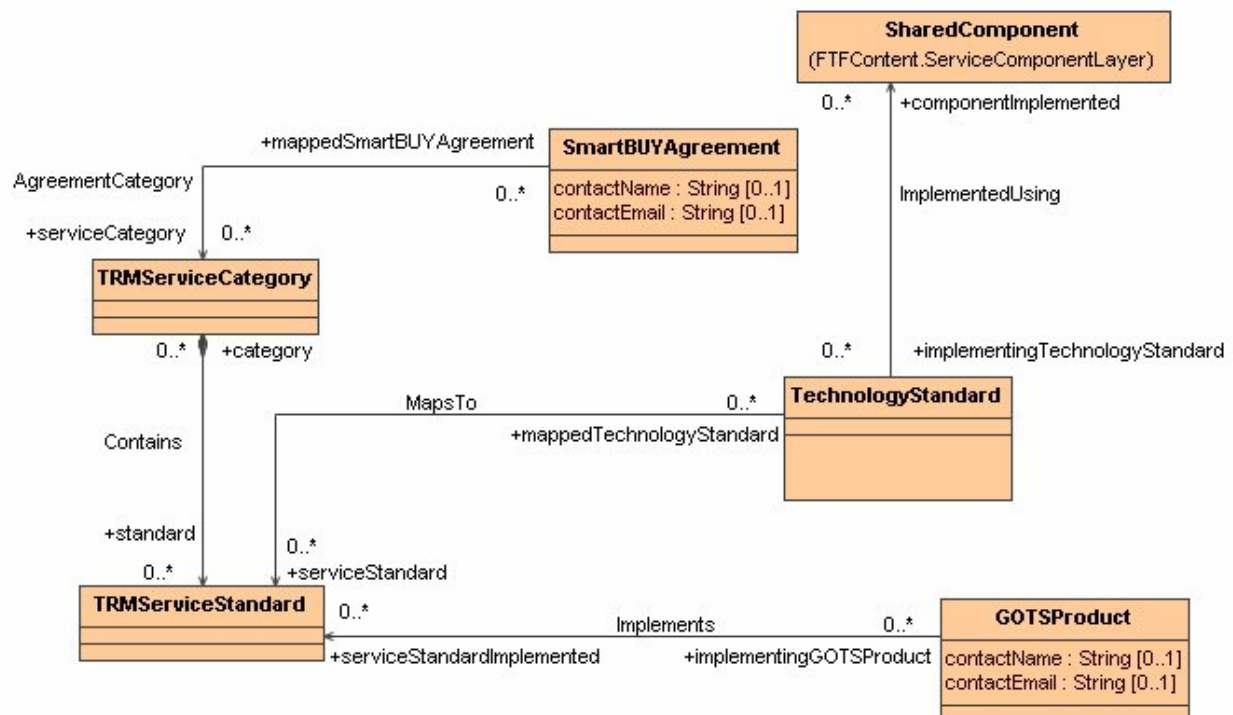 SharedComponent
(FTFContent.ServiceComponentLayer)
0..*
+componentImplemented
+mappedSmartBUYAgreement
SmartBUYAgreement
contactName : String [0..1]
contactEmail : String [0..1]
0..*
AgreementCategory
ImplementedUsing
+serviceCategory
0..*
TRMServiceCategory
0..*
+category
0..*
+implementingTechnologyStandard
TechnologyStandard
MapsTo
0..*
+mappedTechnologyStandard
Contains
+standard
0..*
0..*
+serviceStandard
TRMServiceStandard
0..*
Implements
0..*
+serviceStandardImplemented
+implementingGOTSProduct
GOTSProduct
contactName : String [0..1]
contactEmail : String [0..1]